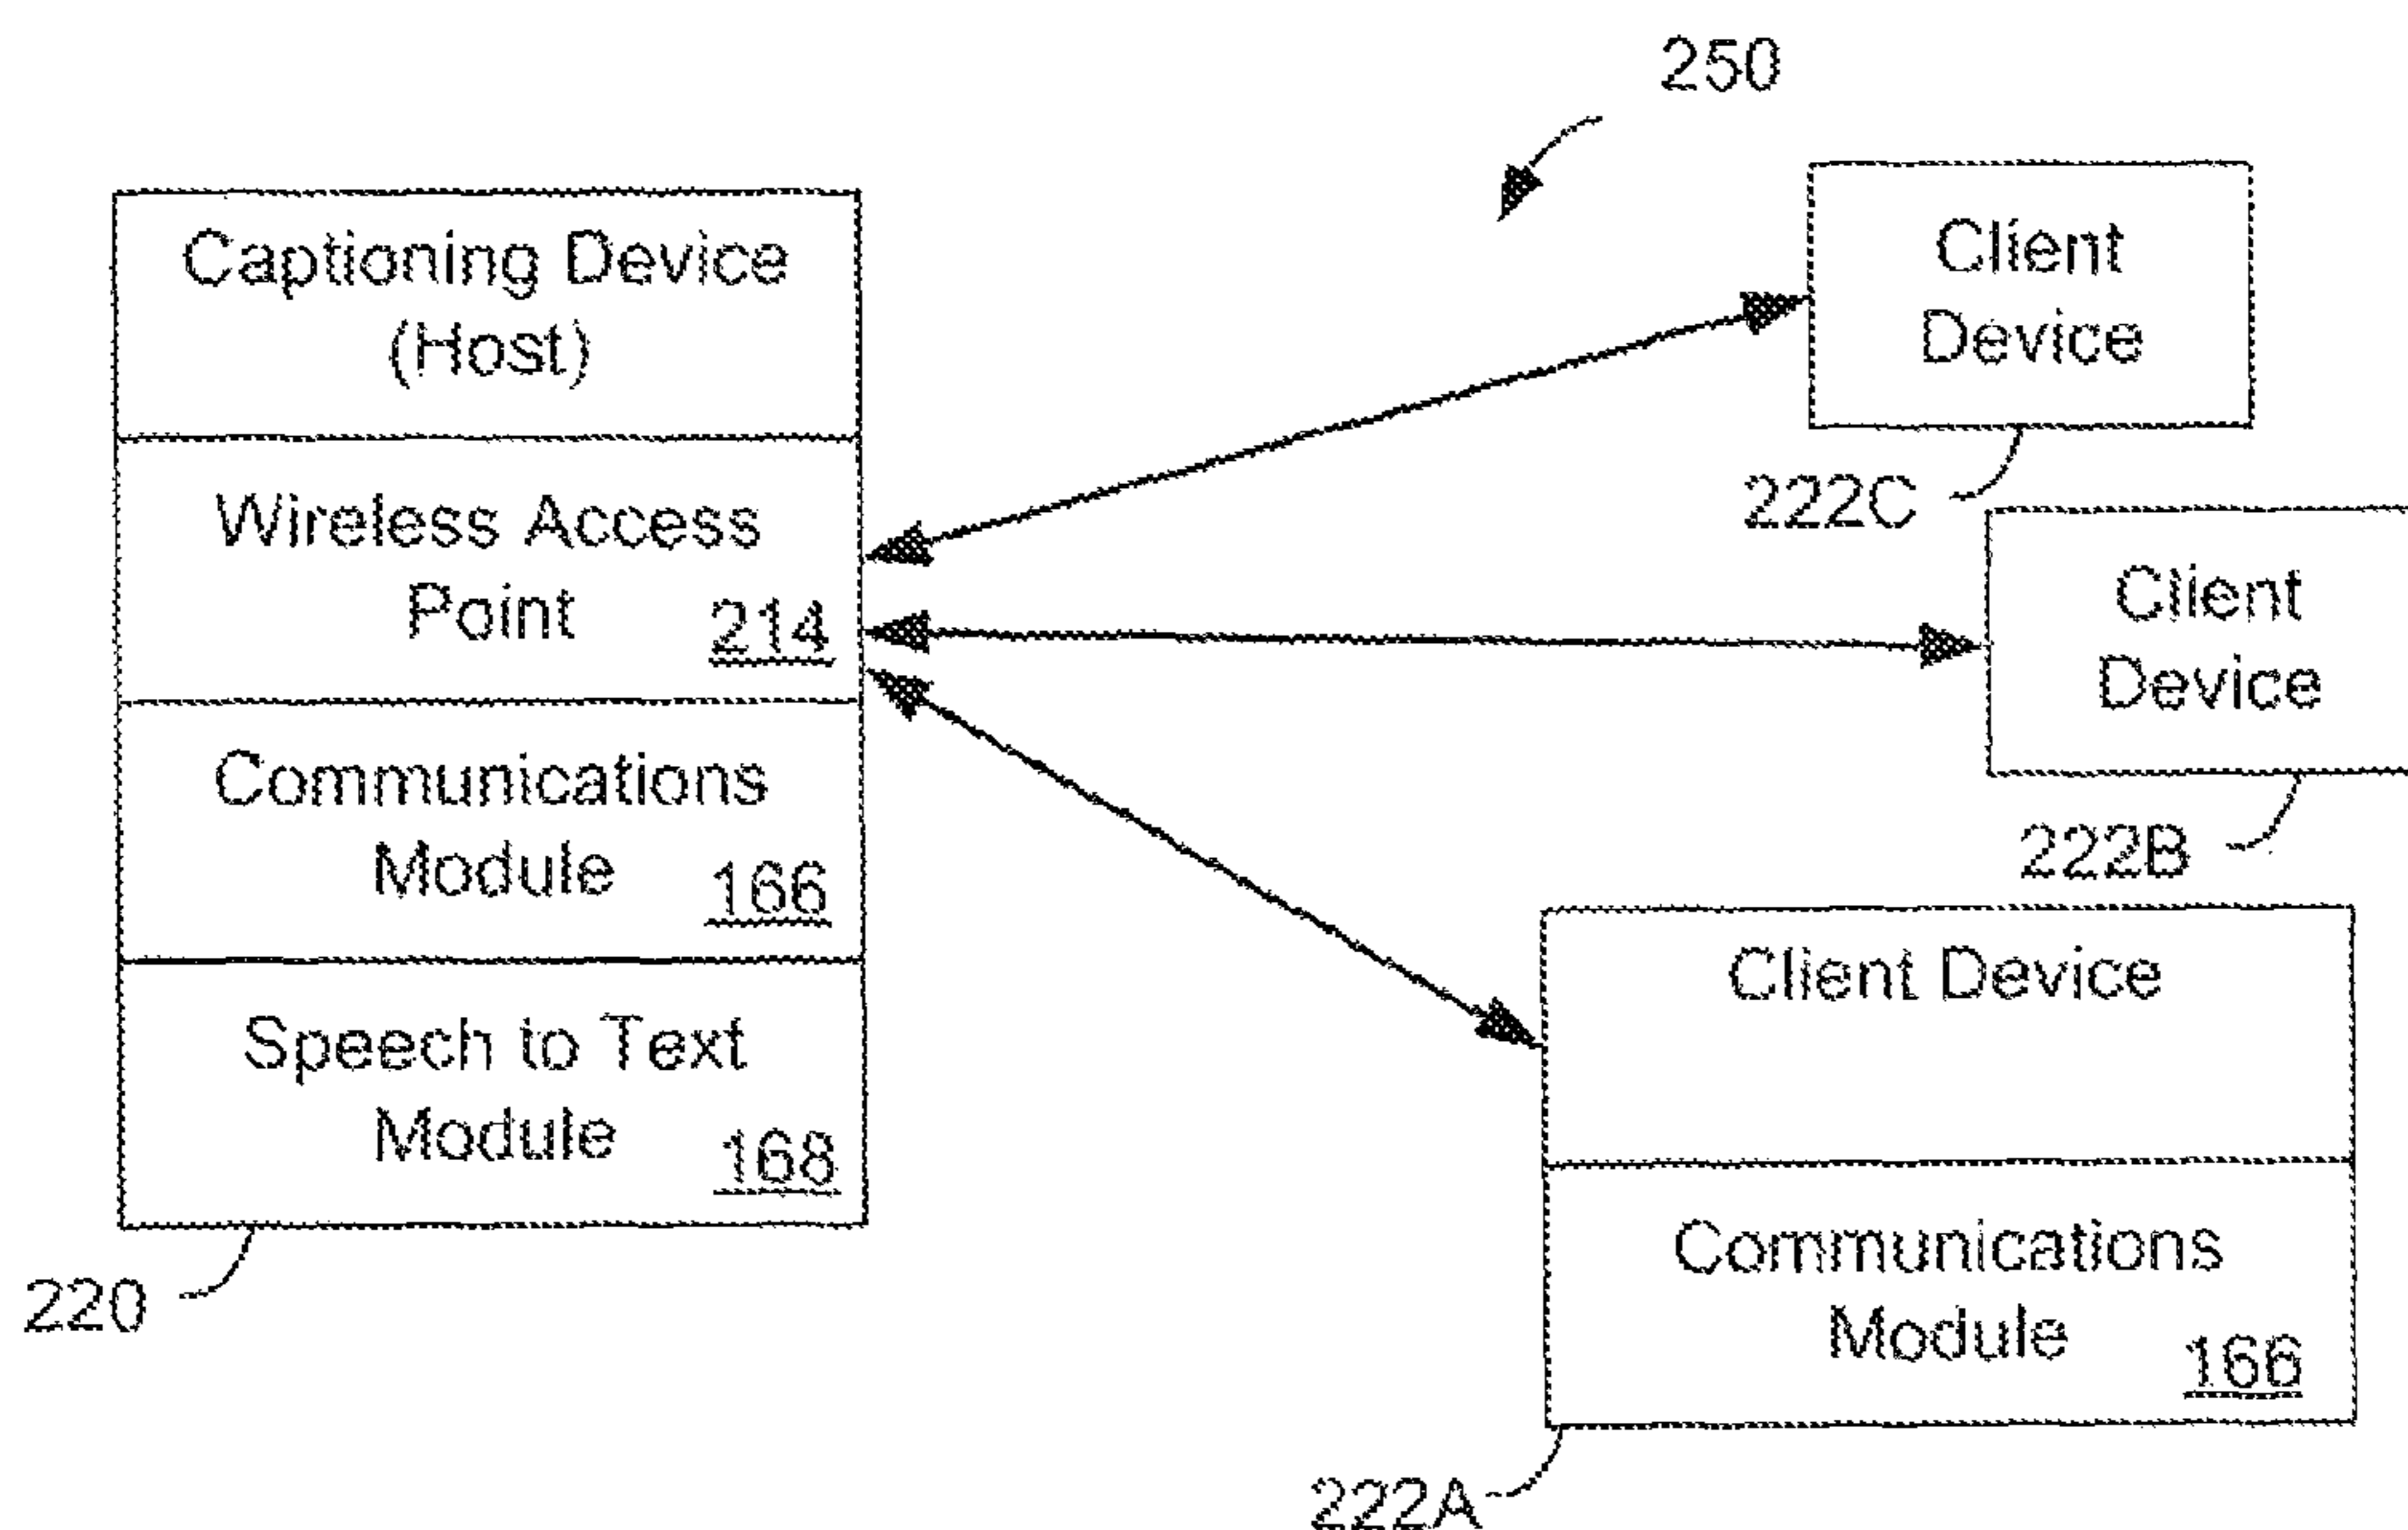 250
Captioning Device
(Host)
Wireless Access
Point 214
Communications
Module 166
Speech to Text
Module 168
220
Client
Device
222C
Client
Device
222B
Client Device
Communications
Module 166
222A